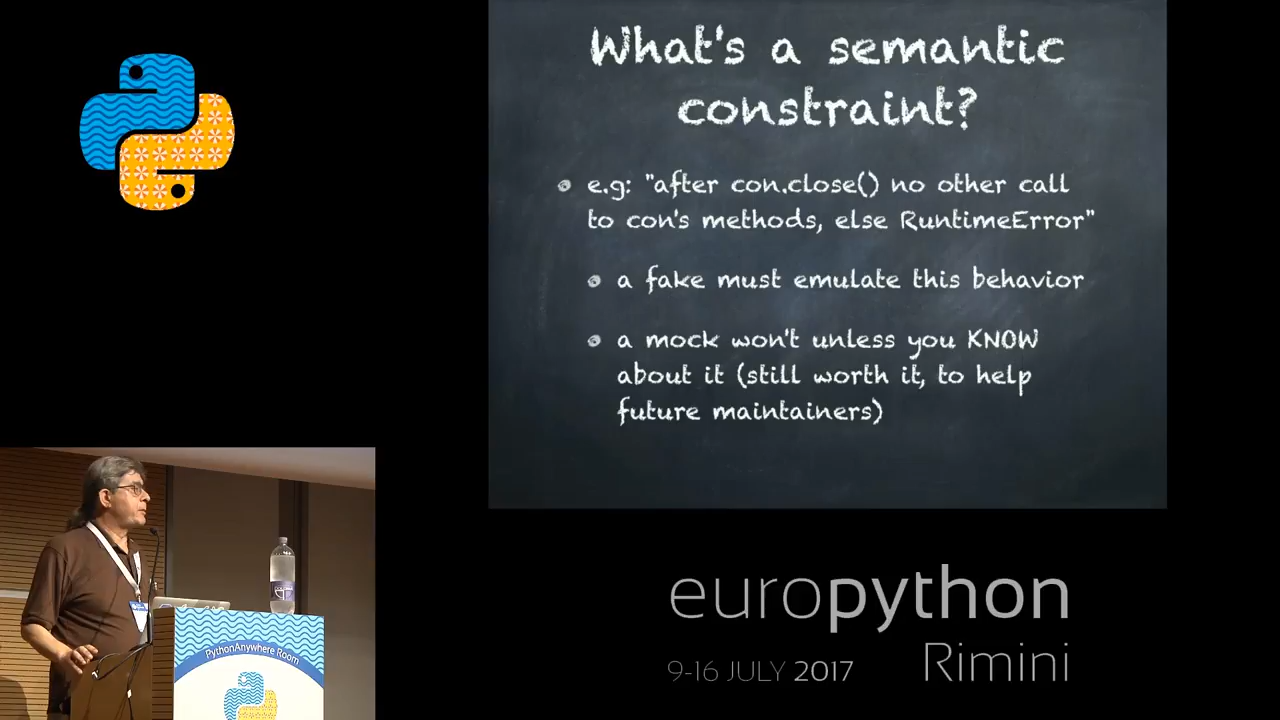 What's a semantic
constraint?
e.g: "after con.close() no other call
to con's methods, else RuntimeError"
a fake must emulate this behavior
a mock won't unless you KNOW
about it (still worth it, to help
future maintainers)
PythonAnywhere Room
europython
9-16 JULY 2017 Rimini